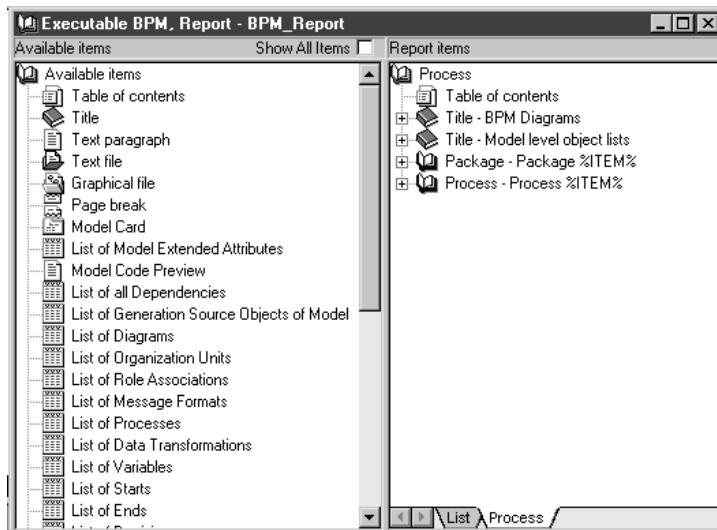 Executable BPM, Report - BPM_Report
Available items Show All Items
Available items
Table of contents
Title
Text paragraph
Text file
Graphical file
Page break
Model Card
List of Model Extended Attributes
Model Code Preview
List of all Dependencies
List of Generation Source Objects of Model
List of Diagrams
List of Organization Units
List of Role Associations
List of Message Formats
List of Processes
List of Data Transformations
List of Variables
List of Starts
List of Ends
Report items
Process
Table of contents
Title - BPM Diagrams
Title - Model level object lists
Package - Package %ITEM%
Process - Process %ITEM%
List Process